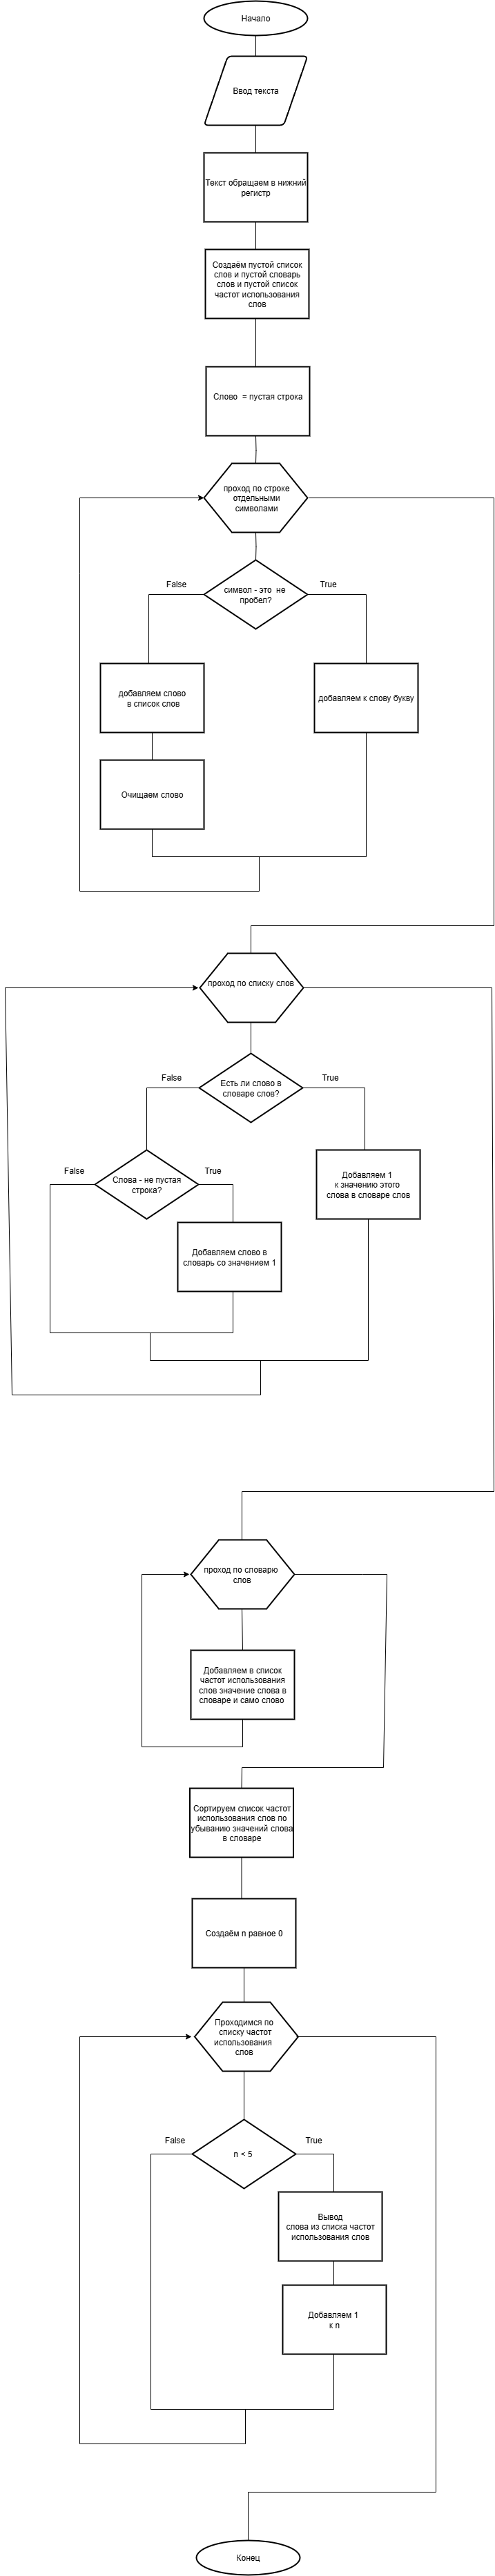 Начало
Ввод текста
Текст обращаем в нижний
регистр
Создаём пустой список
слов и пустой словарь
слов и пустой список
частот использования
слов
Слово = пустая строка
проход по строке
отдельными
символами
False
True
символ - это не
пробел?
добавляем слово
в список слов
добавляем к слову букву
Очищаем слово
проход по списку слов
False
True
Есть ли слово в
словаре слов?
False
True
Слова - не пустая
строка?
Добавляем 1
к значению этого
слова в словаре слов
Добавляем слово в
словарь со значением 1
проход по словарю
слов
Добавляем в список
частот использования
слов значение слова в
словаре и само слово
Сортируем список частот
использования слов по
убыванию значений слова
в словаре
Создаём n равное 0
Проходимся по
списку частот
использования
слов
False
True
n < 5
Вывод
слова из списка частот
использования слов
Добавляем 1
к n
Конец